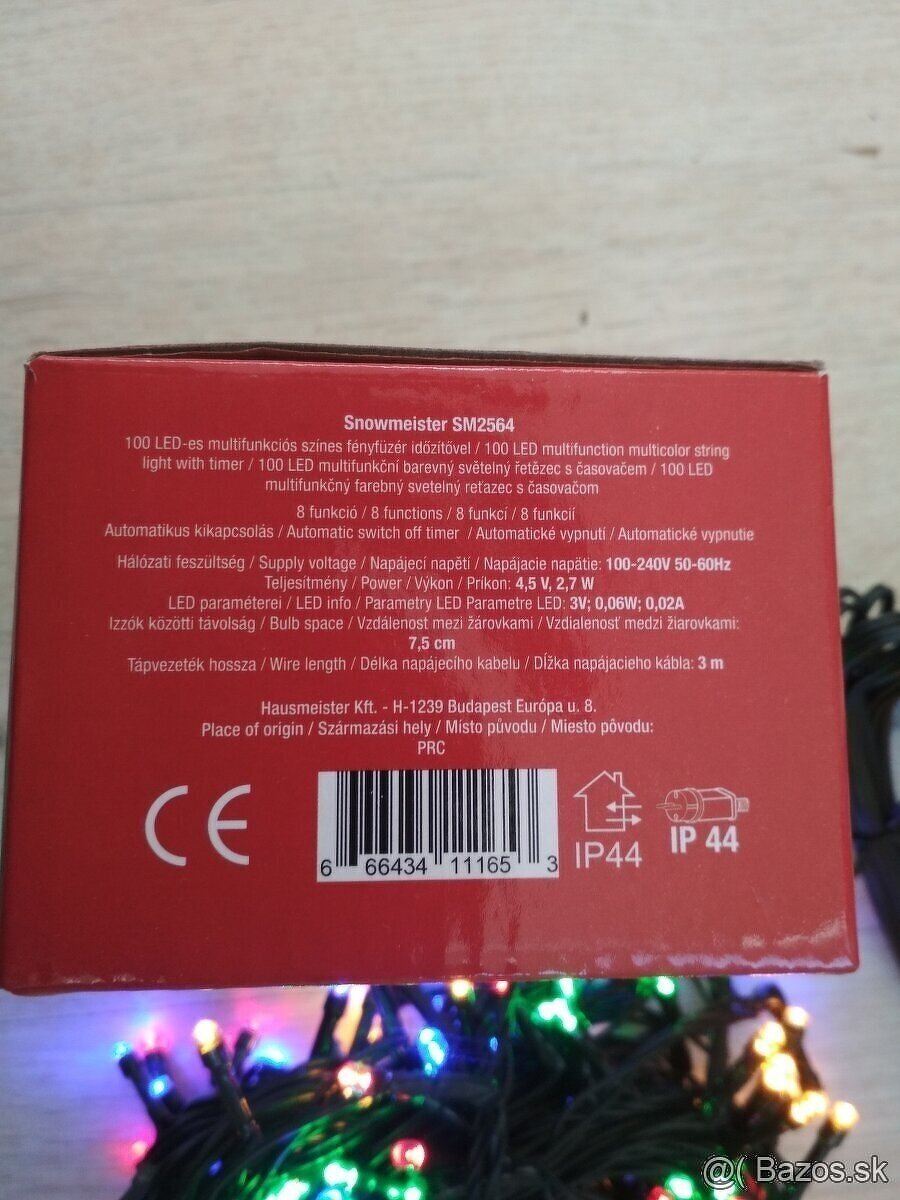 Snowmeister SM2564
100 LED-es multifunkciós színes fényfüzér időzítővel / 100 LED multifunction multicolor string
light with timer / 100 LED multifunkční barevný světelný řetězec s časovačem / 100 LED
multifunkčný farebný svetelný reťazec s časovačom
8 funkció / 8 functions / 8 funkcí / 8 funkcií
Automatikus kikapcsolás / Automatic switch off timer / Automatické vypnutí / Automatické vypnutie
Hálózati feszültség / Supply voltage / Napájecí napětí / Napájacie napätie: 100-240V 50-60Hz
Teljesítmény / Power / Výkon / Príkon: 4,5 V, 2,7 W
LED paraméterei / LED info / Parametry LED Parametre LED: 3V; 0,06W; 0,02A
Izzók közötti távolság / Bulb space / Vzdálenost mezi žárovkami / Vzdialenosť medzi žiarovkami:
7,5 cm
Tápvezeték hossza / Wire length / Délka napájecího kabelu / Dĺžka napájacieho kábla: 3 m
Hausmeister Kft. - H-1239 Budapest Európa u. 8.
Place of origin / Származási hely / Místo původu / Miesto pôvodu:
PRC
CE
6 66434 11165 3
IP44
IP 44
@( Bazos.sk